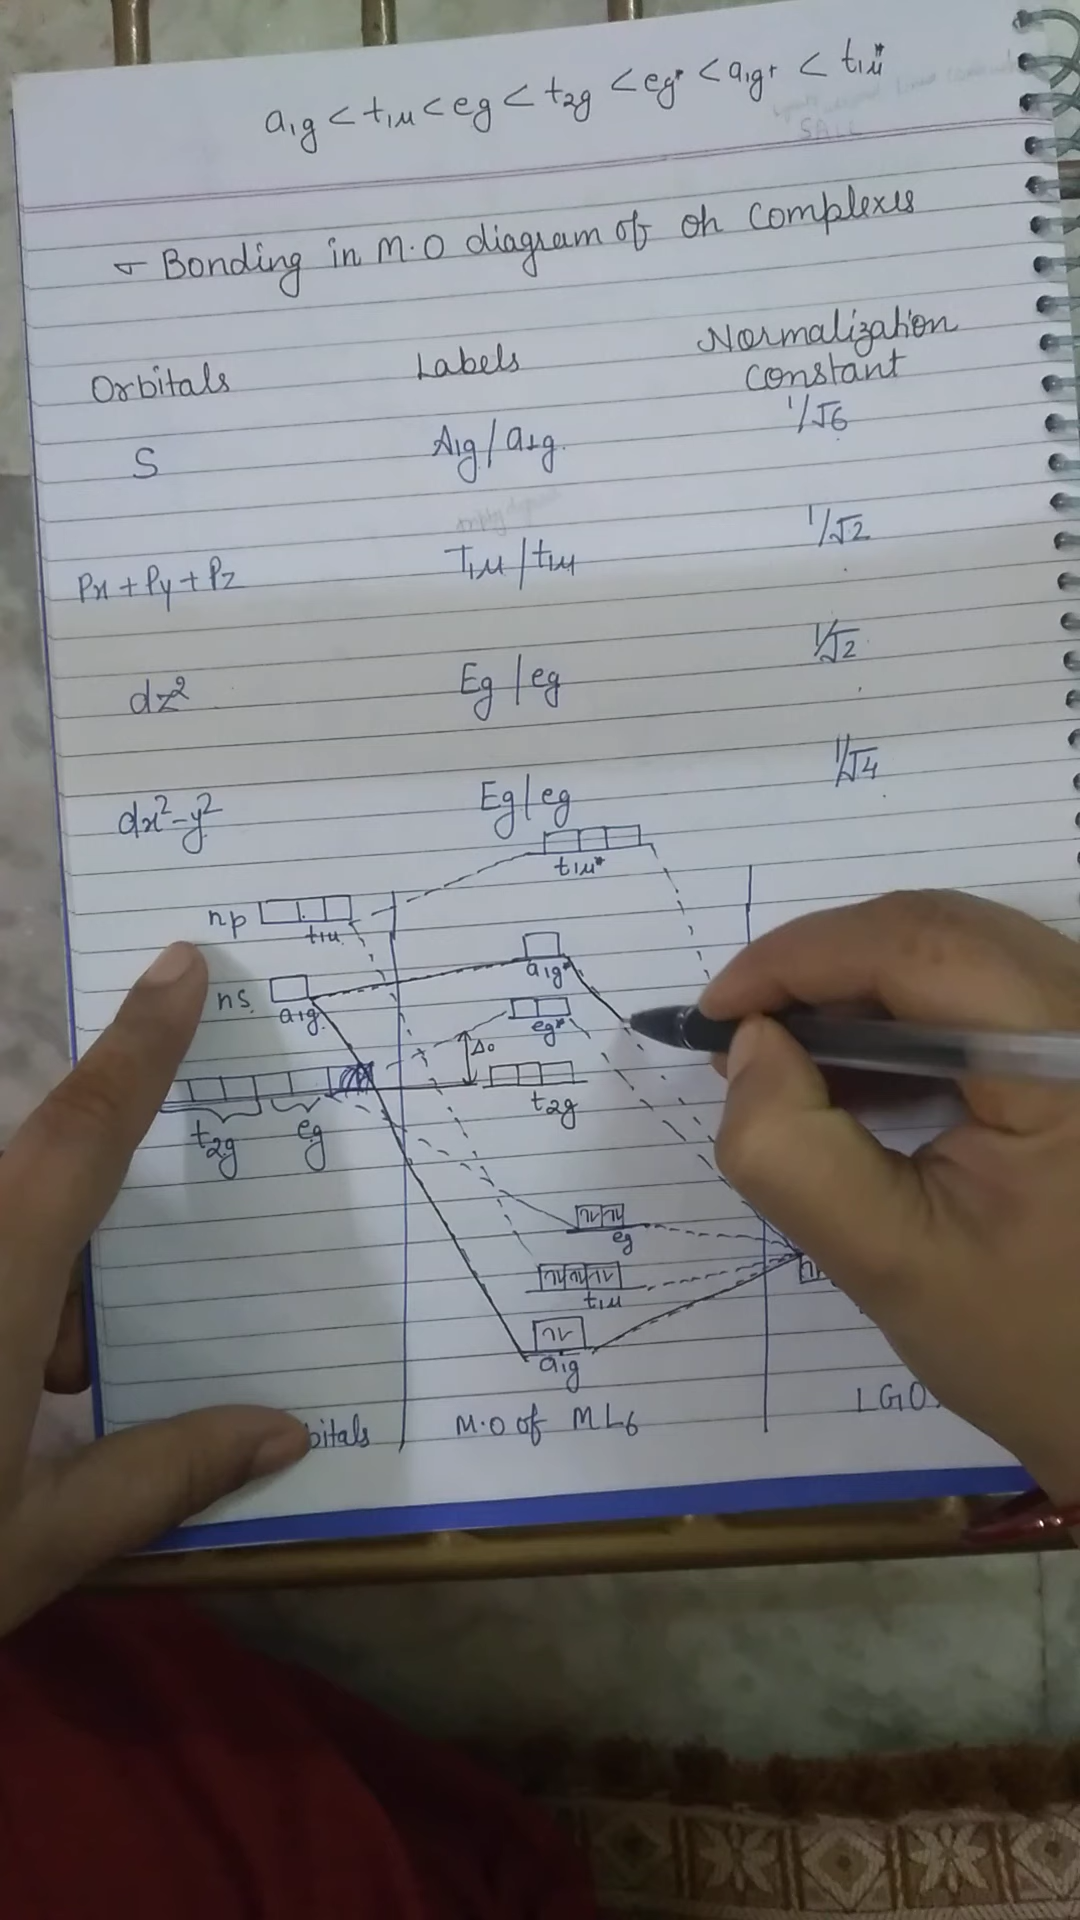 a1g < t1u < eg < t2g < eg* < a1g* < t1u*
σ Bonding in M.O diagram of oh complexes
Orbitals Labels Normalization constant
S A1g/a1g. 1/√6
Px + Py + Pz T1u/t1u 1/√2
dz² Eg/eg 1/√2
dx²-y² Eg/eg 1/√4
t1u*
np t1u
ns a1g a1g*
eg*
Δo
t2g eg t2g
eg
t1u
a1g
bitals M.O of ML6 LGO